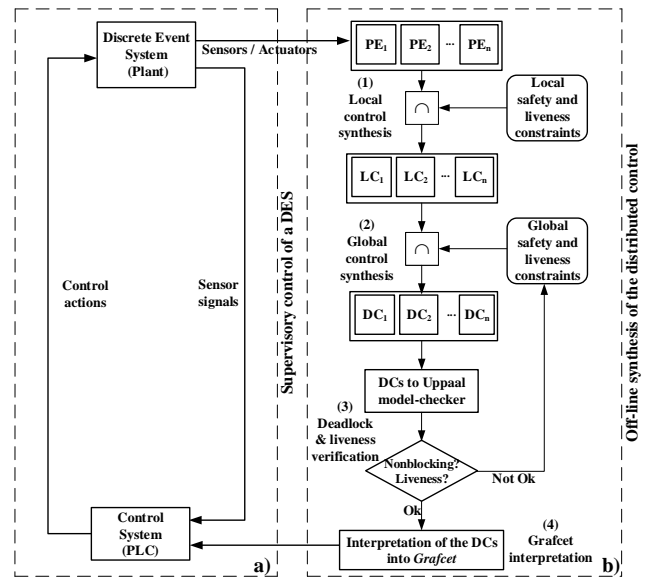 Discrete Event
System
(Plant)
Sensors / Actuators
Control
actions
Sensor
signals
Control
System
(PLC)
a)
Supervisory control of a DES
PE1 PE2 ... PEn
(1)
Local
control
synthesis
∩
Local
safety and
liveness
constraints
LC1 LC2 ... LCn
(2)
Global
control
synthesis
∩
Global
safety and
liveness
constraints
DC1 DC2 ... DCn
DCs to Uppaal
model-checker
(3)
Deadlock
& liveness
verification
Nonblocking?
Liveness?
Not Ok
Ok
Interpretation of the DCs
into Grafcet
(4)
Grafcet
interpretation
b)
Off-line synthesis of the distributed control